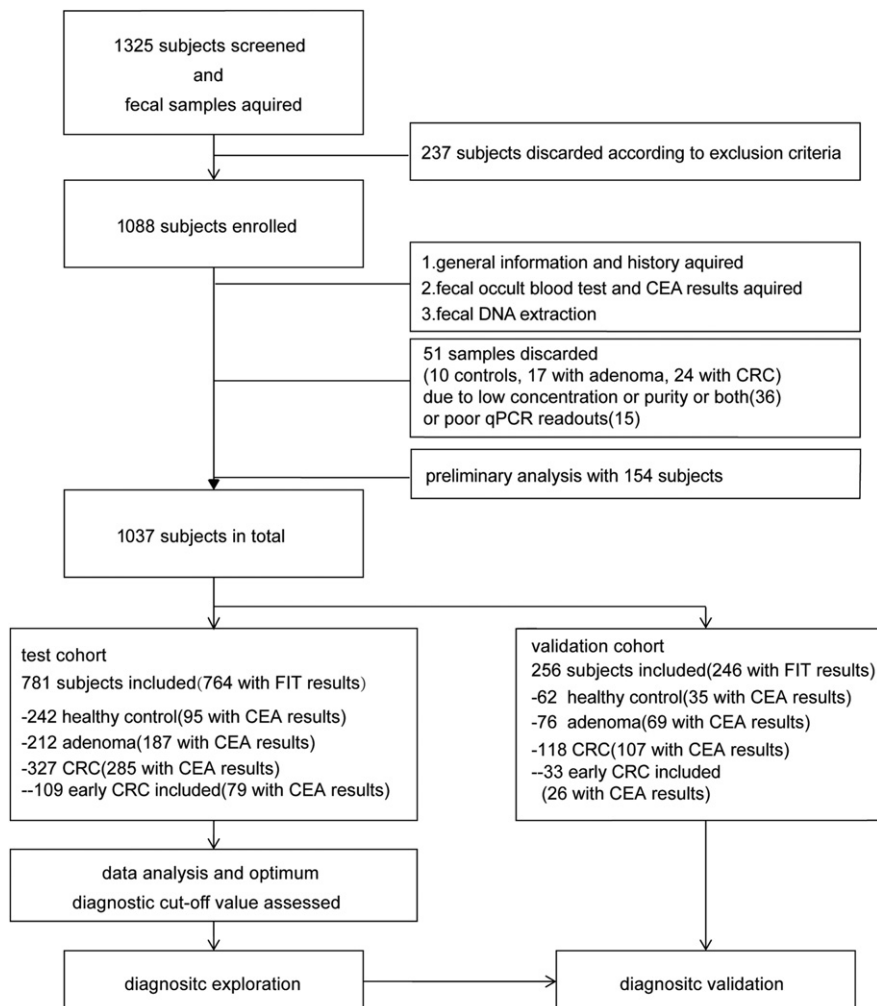 1325 subjects screened
and
fecal samples aquired
237 subjects discarded according to exclusion criteria
1088 subjects enrolled
1.general information and history aquired
2.fecal occult blood test and CEA results aquired
3.fecal DNA extraction
51 samples discarded
(10 controls, 17 with adenoma, 24 with CRC)
due to low concentration or purity or both(36)
or poor qPCR readouts(15)
preliminary analysis with 154 subjects
1037 subjects in total
test cohort
781 subjects included(764 with FIT results)
-242 healthy control(95 with CEA results)
-212 adenoma(187 with CEA results)
-327 CRC(285 with CEA results)
--109 early CRC included(79 with CEA results)
validation cohort
256 subjects included(246 with FIT results)
-62 healthy control(35 with CEA results)
-76 adenoma(69 with CEA results)
-118 CRC(107 with CEA results)
--33 early CRC included
(26 with CEA results)
data analysis and optimum
diagnostic cut-off value assessed
diagnositc exploration
diagnositc validation